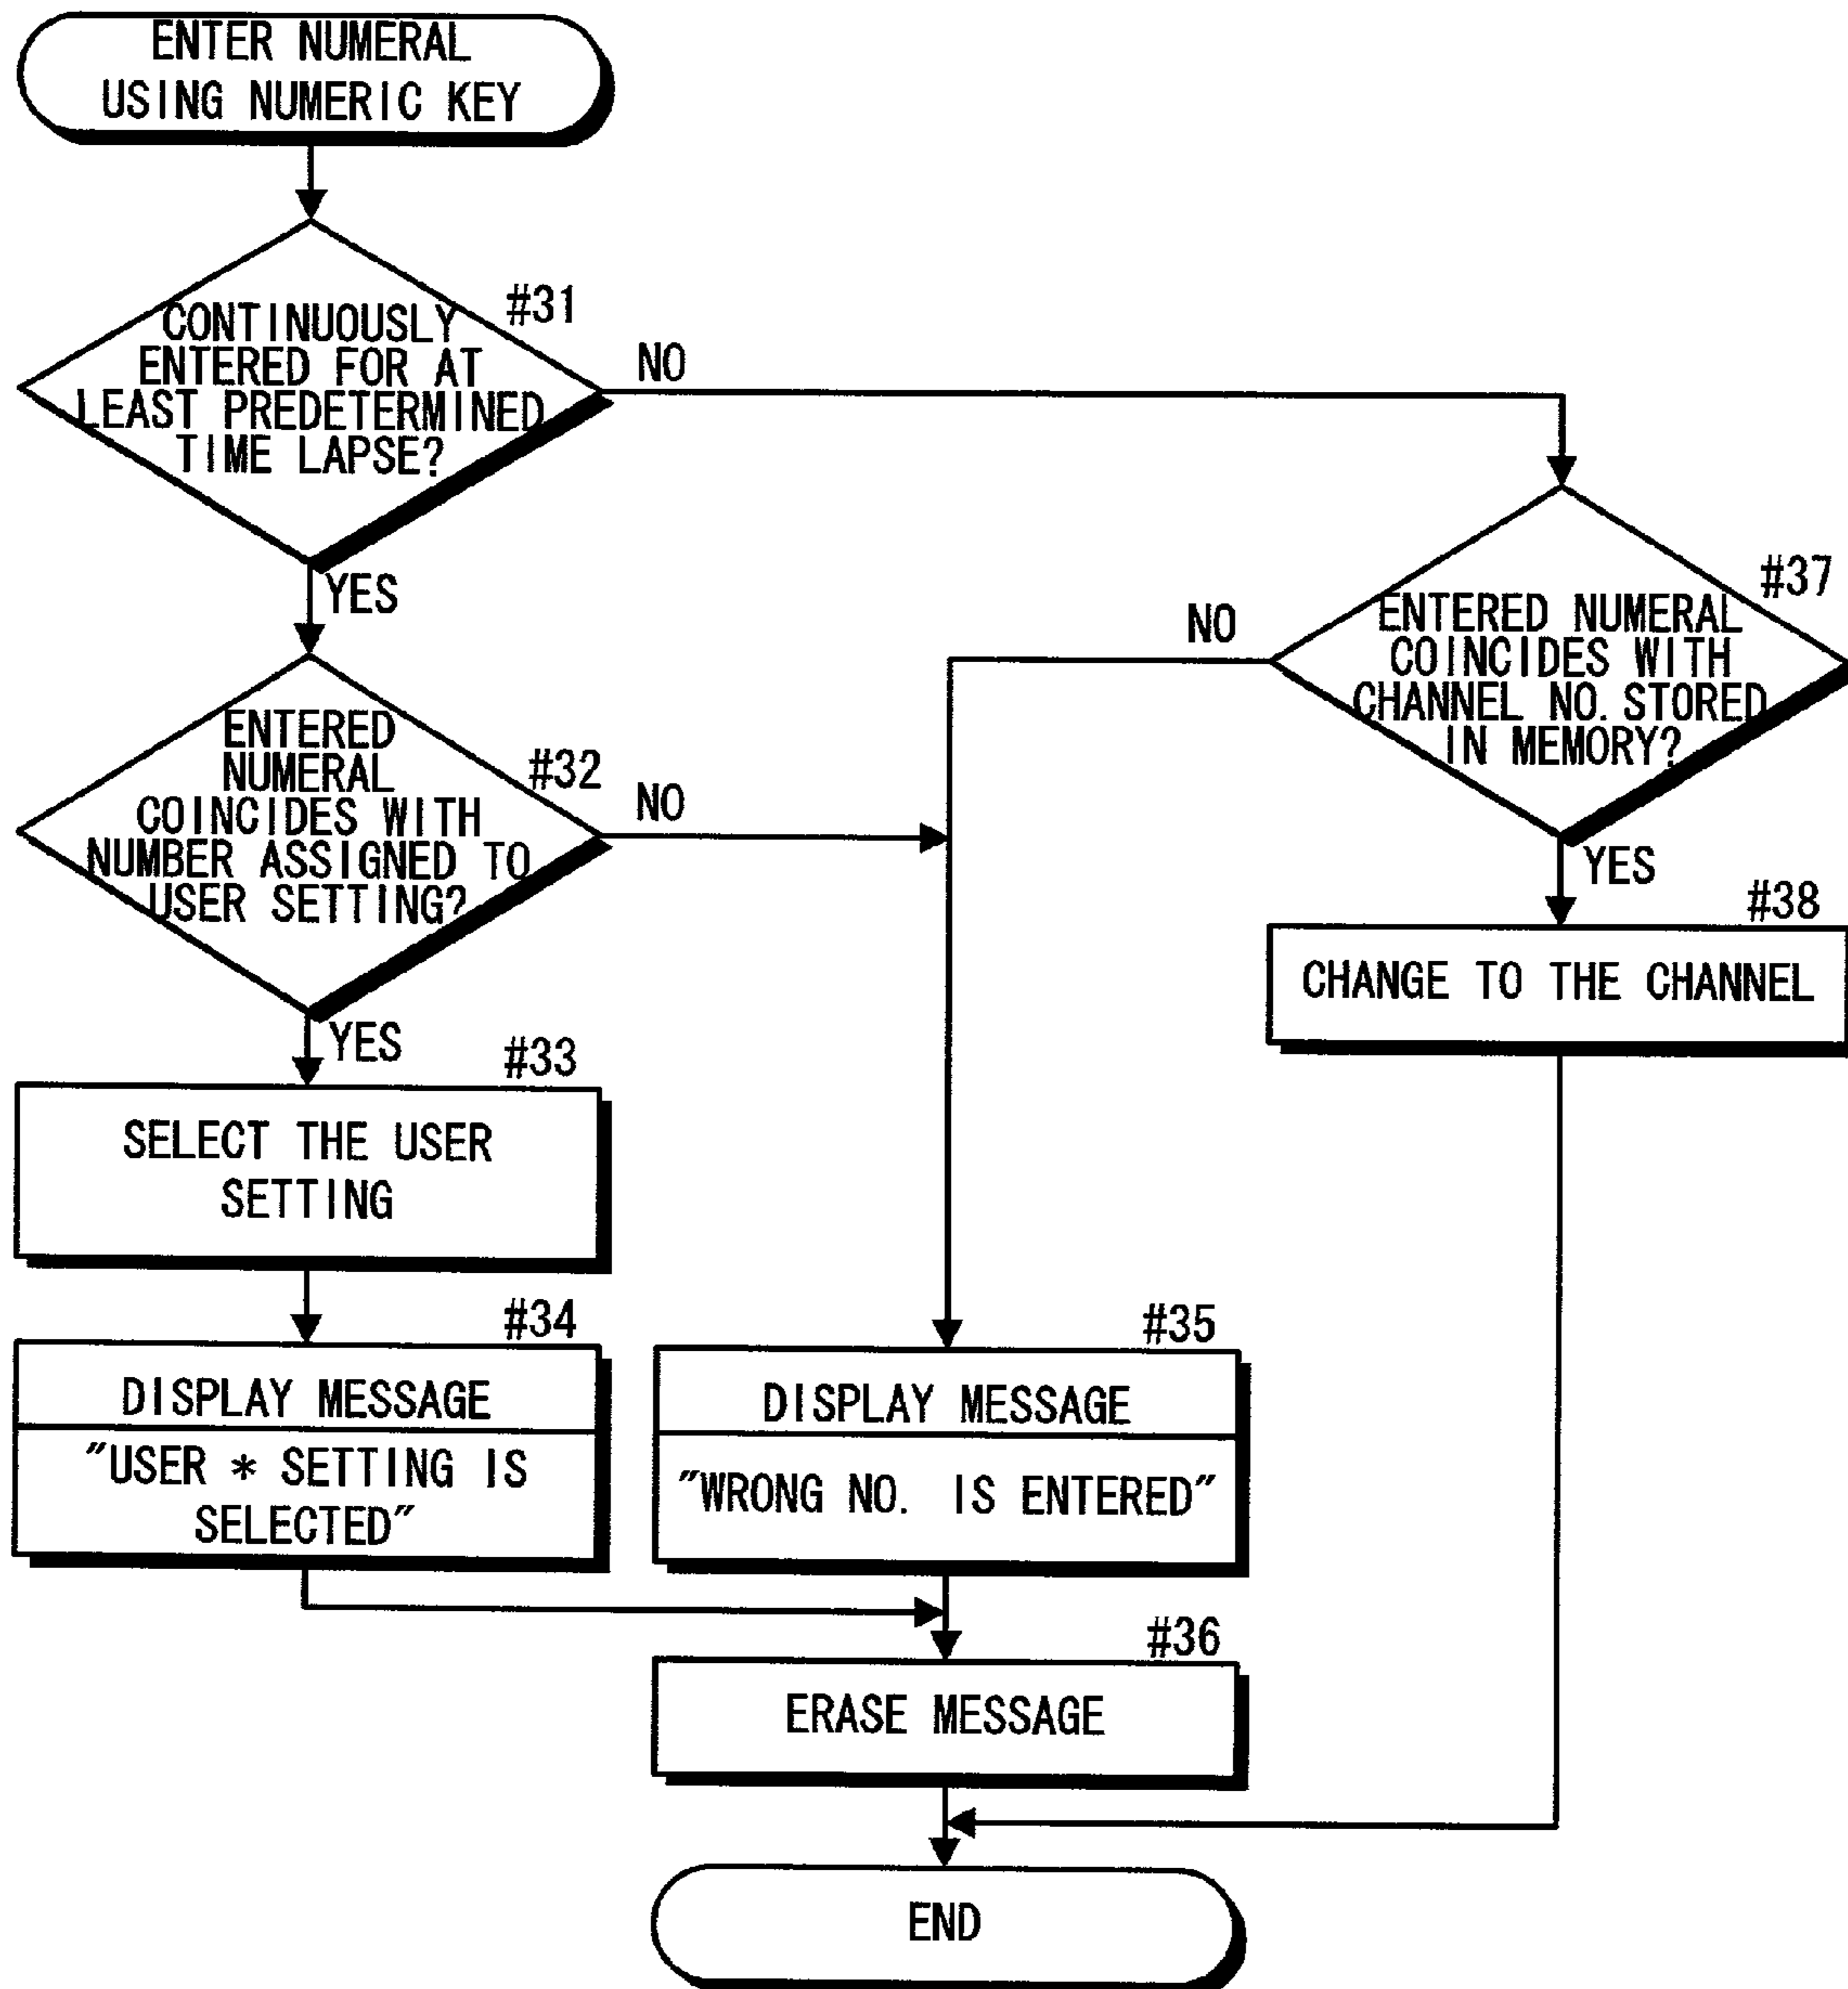 ENTER NUMERAL
USING NUMERIC KEY
#31
CONTINUOUSLY
ENTERED FOR AT
LEAST PREDETERMINED
TIME LAPSE?
NO
YES
#37
ENTERED NUMERAL
COINCIDES WITH
CHANNEL NO. STORED
IN MEMORY?
NO
YES
#32
ENTERED
NUMERAL
COINCIDES WITH
NUMBER ASSIGNED TO
USER SETTING?
NO
YES
#38
CHANGE TO THE CHANNEL
#33
SELECT THE USER
SETTING
#34
DISPLAY MESSAGE
"USER * SETTING IS
SELECTED"
#35
DISPLAY MESSAGE
"WRONG NO. IS ENTERED"
#36
ERASE MESSAGE
END